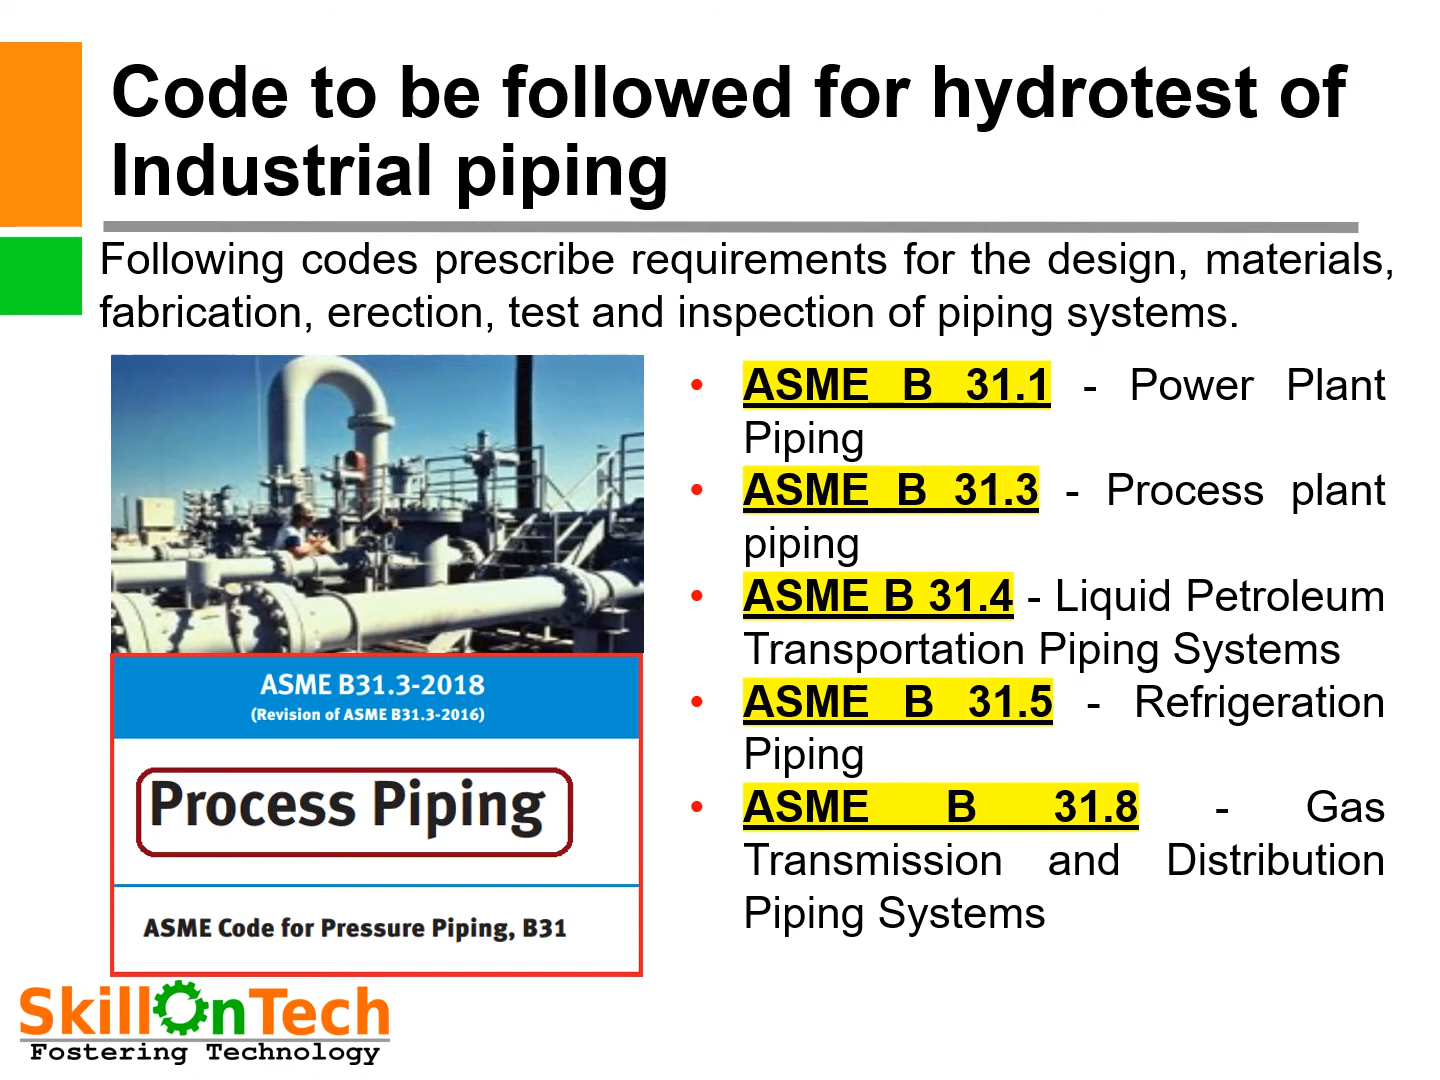 Code to be followed for hydrotest of
Industrial piping
Following codes prescribe requirements for the design, materials,
fabrication, erection, test and inspection of piping systems.
• ASME B 31.1 - Power Plant
Piping
• ASME B 31.3 - Process plant
piping
• ASME B 31.4 - Liquid Petroleum
Transportation Piping Systems
• ASME B 31.5 - Refrigeration
Piping
• ASME B 31.8 - Gas
Transmission and Distribution
Piping Systems
ASME B31.3-2018
(Revision of ASME B31.3-2016)
Process Piping
ASME Code for Pressure Piping, B31
SkillOnTech
Fostering Technology